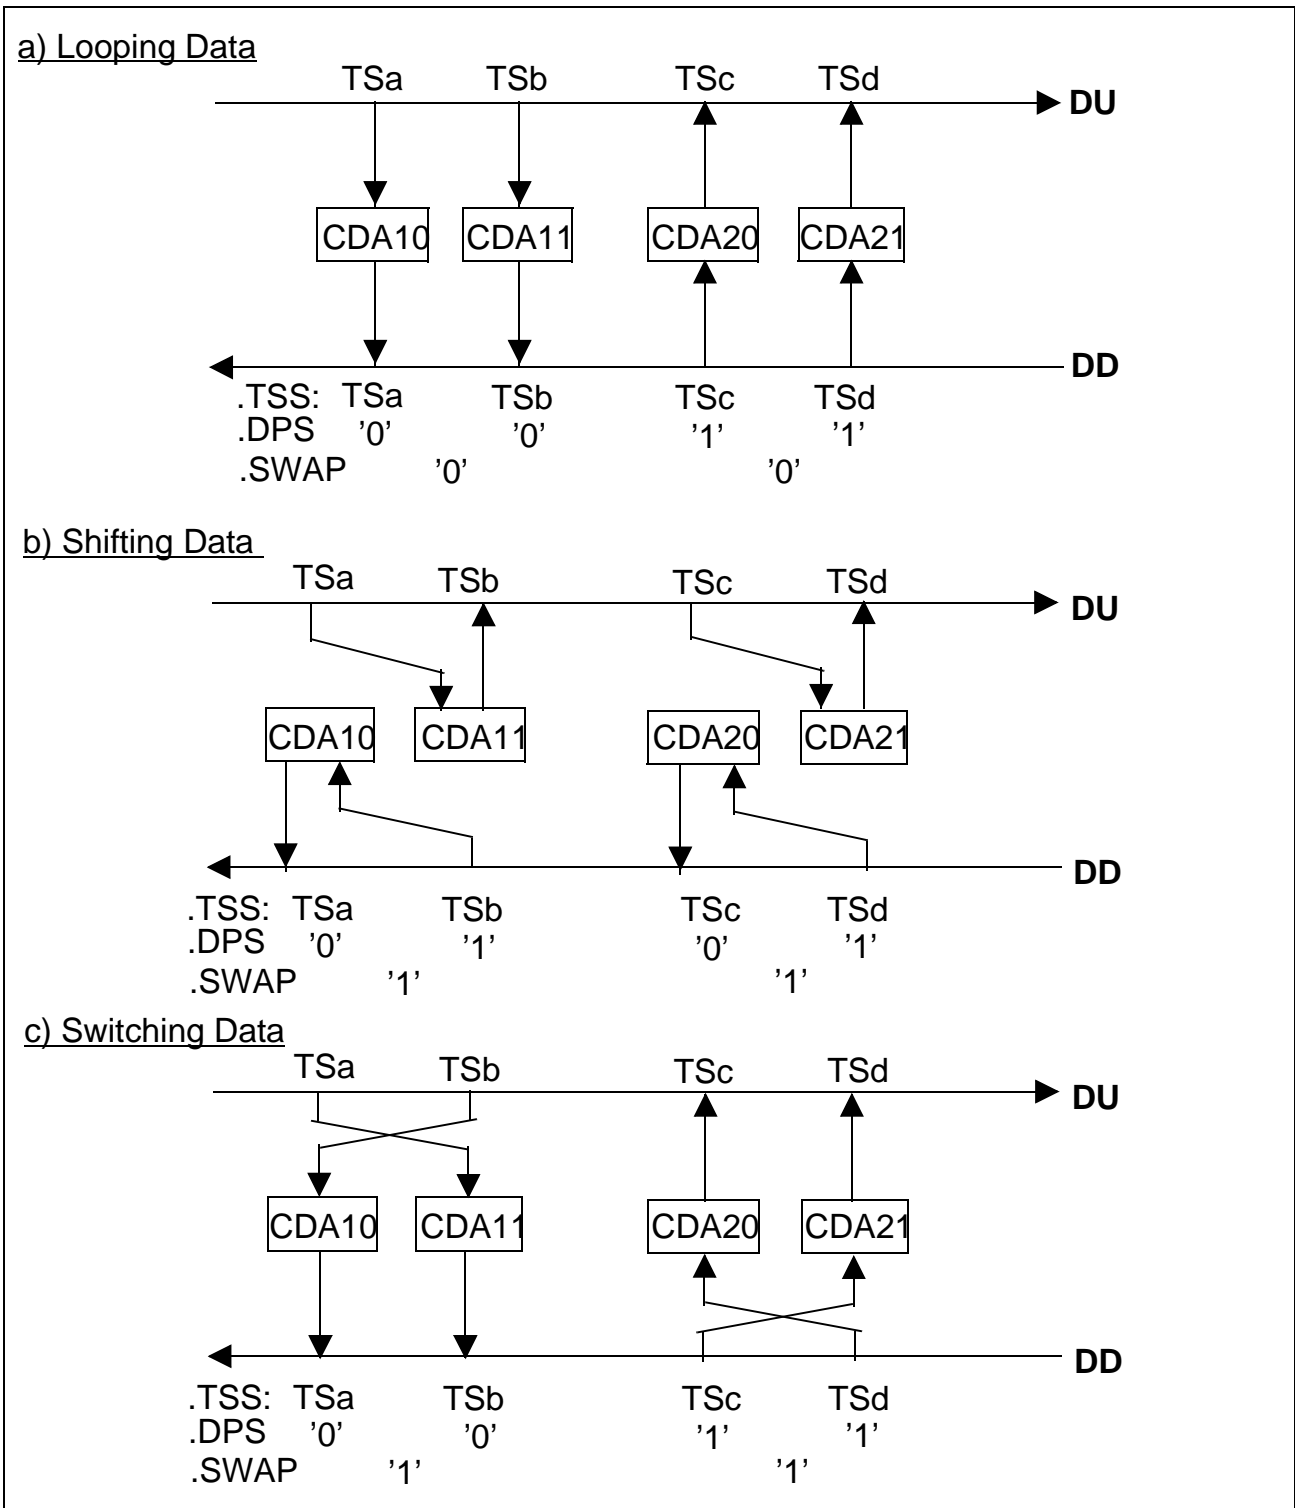 a) Looping Data
TSa TSb TSc TSd
DU
CDA10 CDA11 CDA20 CDA21
DD
.TSS: TSa TSb TSc TSd
.DPS ’0’ ’0’ ’1’ ’1’
.SWAP ’0’ ’0’
b) Shifting Data
TSa TSb TSc TSd
DU
CDA10 CDA11 CDA20 CDA21
DD
.TSS: TSa TSb TSc TSd
.DPS ’0’ ’1’ ’0’ ’1’
.SWAP ’1’ ’1’
c) Switching Data
TSa TSb TSc TSd
DU
CDA10 CDA11 CDA20 CDA21
DD
.TSS: TSa TSb TSc TSd
.DPS ’0’ ’0’ ’1’ ’1’
.SWAP ’1’ ’1’